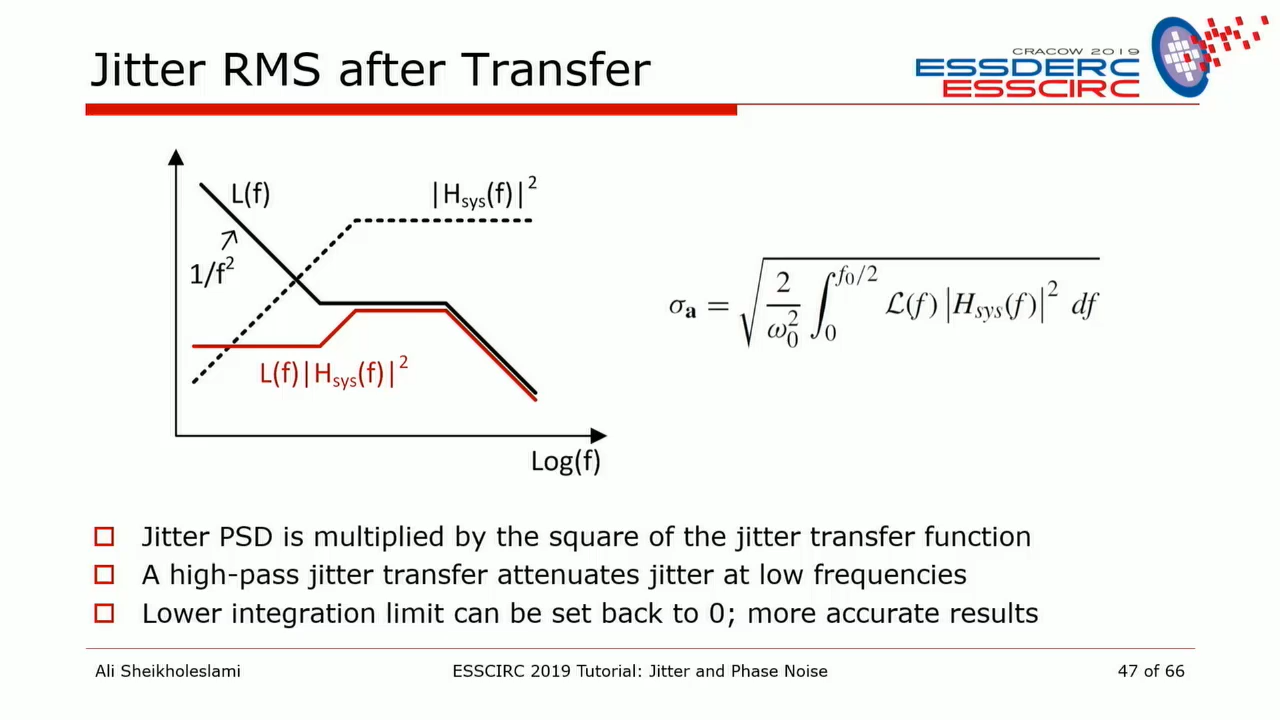 Jitter RMS after Transfer
CRACOW 2019
ESSDERC
ESSCIRC
L(f)
|Hsys(f)|²
1/f²
L(f)|Hsys(f)|²
Log(f)
σₐ = √(2/ω₀² ∫₀^{f₀/2} ℒ(f) |Hsys(f)|² df)
Jitter PSD is multiplied by the square of the jitter transfer function
A high-pass jitter transfer attenuates jitter at low frequencies
Lower integration limit can be set back to 0; more accurate results
Ali Sheikholeslami
ESSCIRC 2019 Tutorial: Jitter and Phase Noise
47 of 66